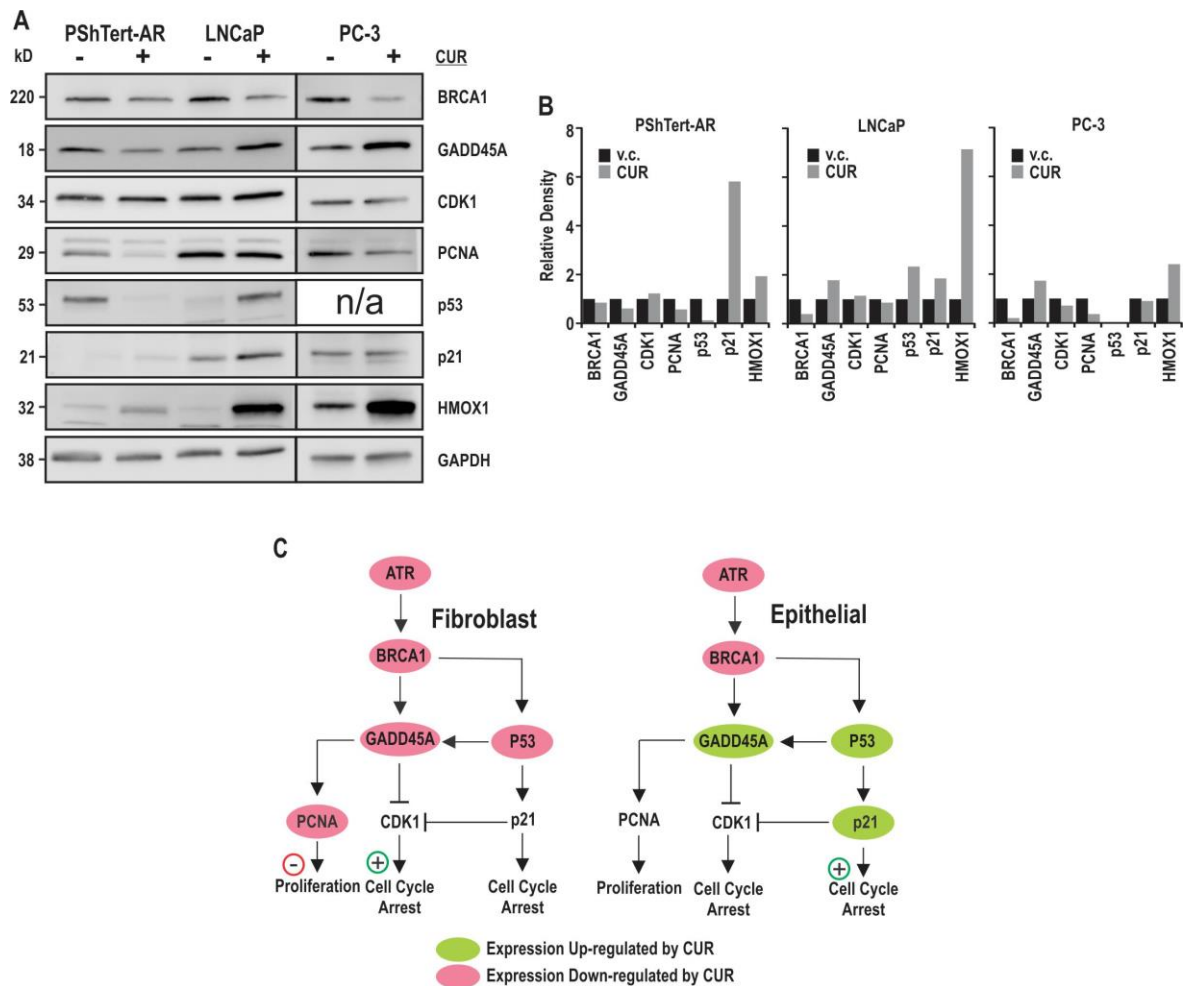 A
PShTert-AR LNCaP PC-3
kD - + - + - + CUR
220 BRCA1
18 GADD45A
34 CDK1
29 PCNA
53 n/a p53
21 p21
32 HMOX1
38 GAPDH
B
PShTert-AR LNCaP PC-3
Relative Density
8
6
4
2
0
v.c.
CUR
v.c.
CUR
v.c.
CUR
BRCA1 GADD45A CDK1 PCNA p53 p21 HMOX1
BRCA1 GADD45A CDK1 PCNA p53 p21 HMOX1
BRCA1 GADD45A CDK1 PCNA p53 p21 HMOX1
C
Fibroblast
ATR
BRCA1
GADD45A P53
PCNA CDK1 p21
- +
Proliferation Cell Cycle Arrest Cell Cycle Arrest
Epithelial
ATR
BRCA1
GADD45A P53
PCNA CDK1 p21
+
Proliferation Cell Cycle Arrest Cell Cycle Arrest
Expression Up-regulated by CUR
Expression Down-regulated by CUR